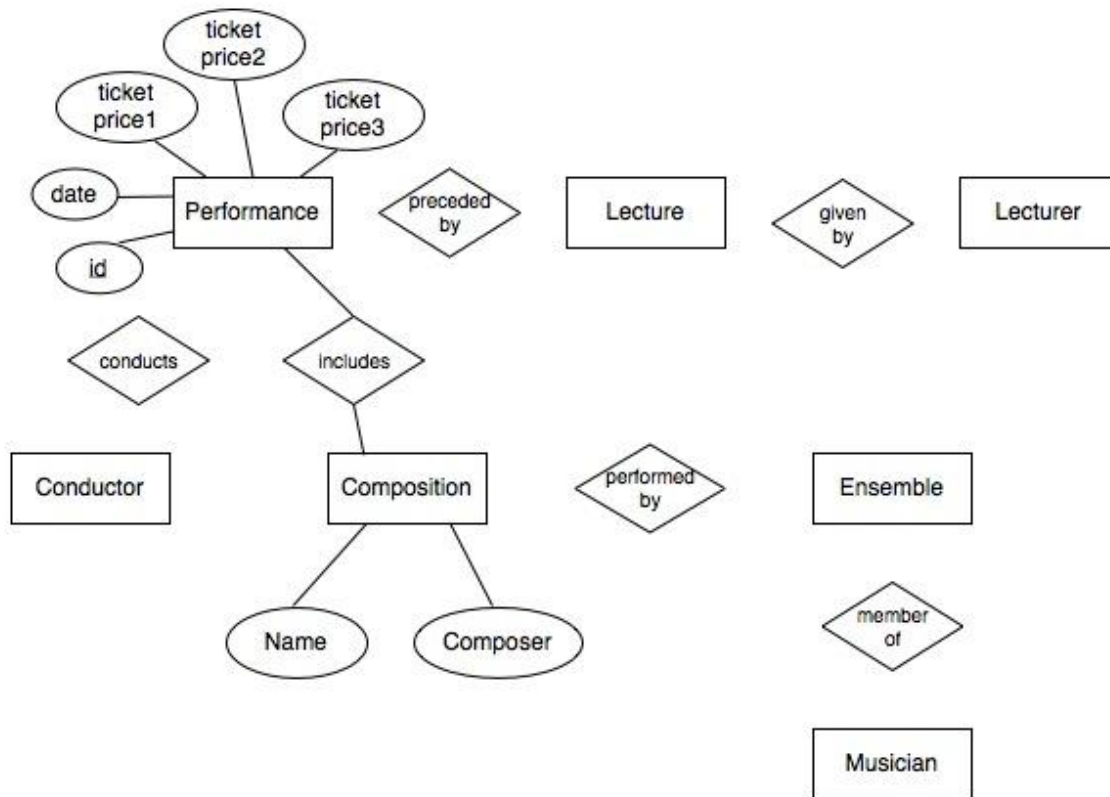 ticket
price2
ticket
price1
ticket
price3
date
Performance
preceded
by
Lecture
given
by
Lecturer
id
conducts
includes
Conductor
Composition
performed
by
Ensemble
Name
Composer
member
of
Musician